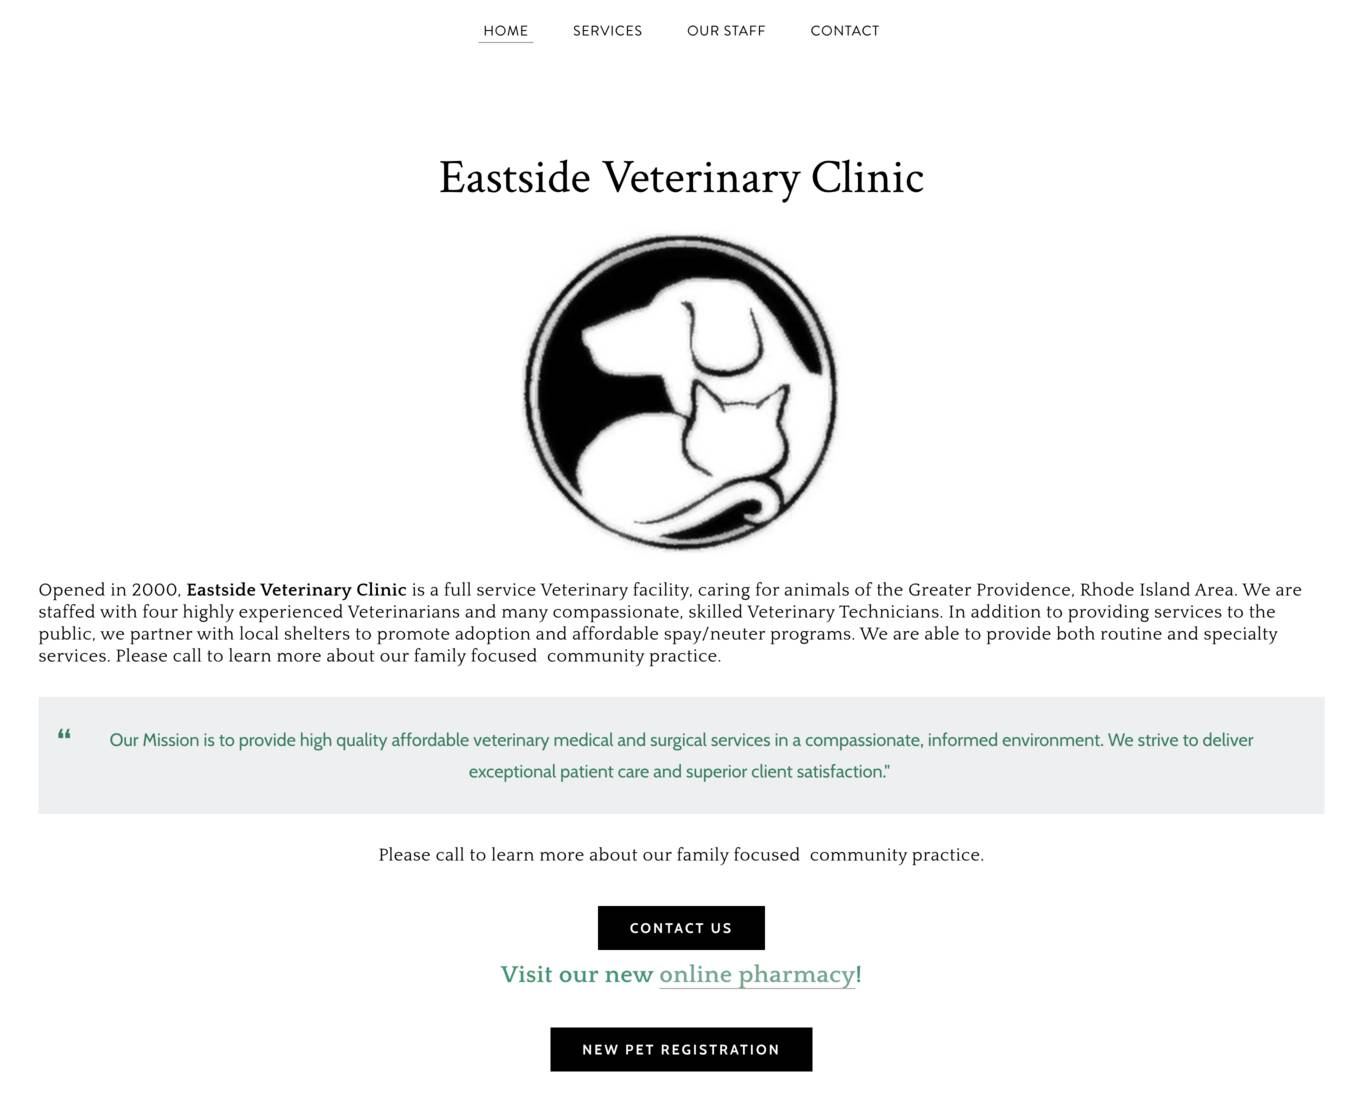 HOME SERVICES OUR STAFF CONTACT
Eastside Veterinary Clinic
Opened in 2000, Eastside Veterinary Clinic is a full service Veterinary facility, caring for animals of the Greater Providence, Rhode Island Area. We are
staffed with four highly experienced Veterinarians and many compassionate, skilled Veterinary Technicians. In addition to providing services to the
public, we partner with local shelters to promote adoption and affordable spay/neuter programs. We are able to provide both routine and specialty
services. Please call to learn more about our family focused  community practice.
“ Our Mission is to provide high quality affordable veterinary medical and surgical services in a compassionate, informed environment. We strive to deliver
exceptional patient care and superior client satisfaction."
Please call to learn more about our family focused  community practice.
CONTACT US
Visit our new online pharmacy!
NEW PET REGISTRATION